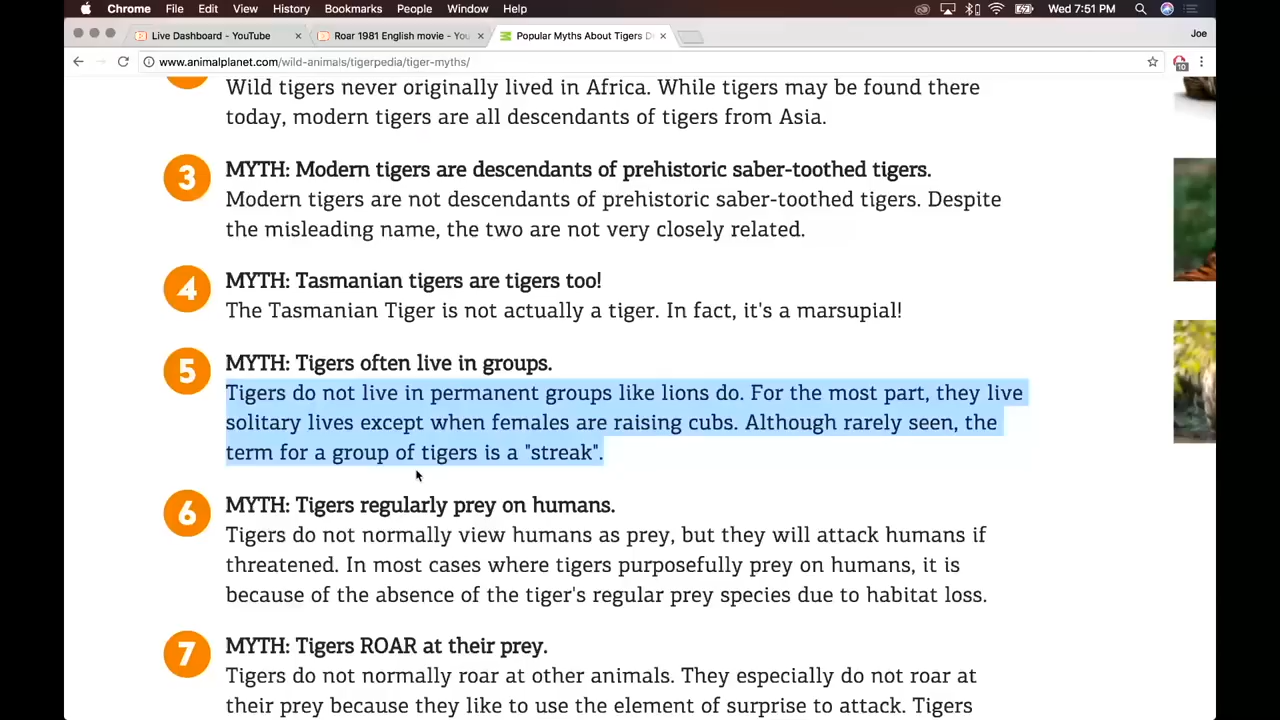 Chrome File Edit View History Bookmarks People Window Help Wed 7:51 PM
Live Dashboard - YouTube Roar 1981 English movie - You Popular Myths About Tigers D Joe
www.animalplanet.com/wild-animals/tigerpedia/tiger-myths/ 10
Wild tigers never originally lived in Africa. While tigers may be found there
today, modern tigers are all descendants of tigers from Asia.
3 MYTH: Modern tigers are descendants of prehistoric saber-toothed tigers.
Modern tigers are not descendants of prehistoric saber-toothed tigers. Despite
the misleading name, the two are not very closely related.
4 MYTH: Tasmanian tigers are tigers too!
The Tasmanian Tiger is not actually a tiger. In fact, it's a marsupial!
5 MYTH: Tigers often live in groups.
Tigers do not live in permanent groups like lions do. For the most part, they live
solitary lives except when females are raising cubs. Although rarely seen, the
term for a group of tigers is a "streak".
6 MYTH: Tigers regularly prey on humans.
Tigers do not normally view humans as prey, but they will attack humans if
threatened. In most cases where tigers purposefully prey on humans, it is
because of the absence of the tiger's regular prey species due to habitat loss.
7 MYTH: Tigers ROAR at their prey.
Tigers do not normally roar at other animals. They especially do not roar at
their prey because they like to use the element of surprise to attack. Tigers